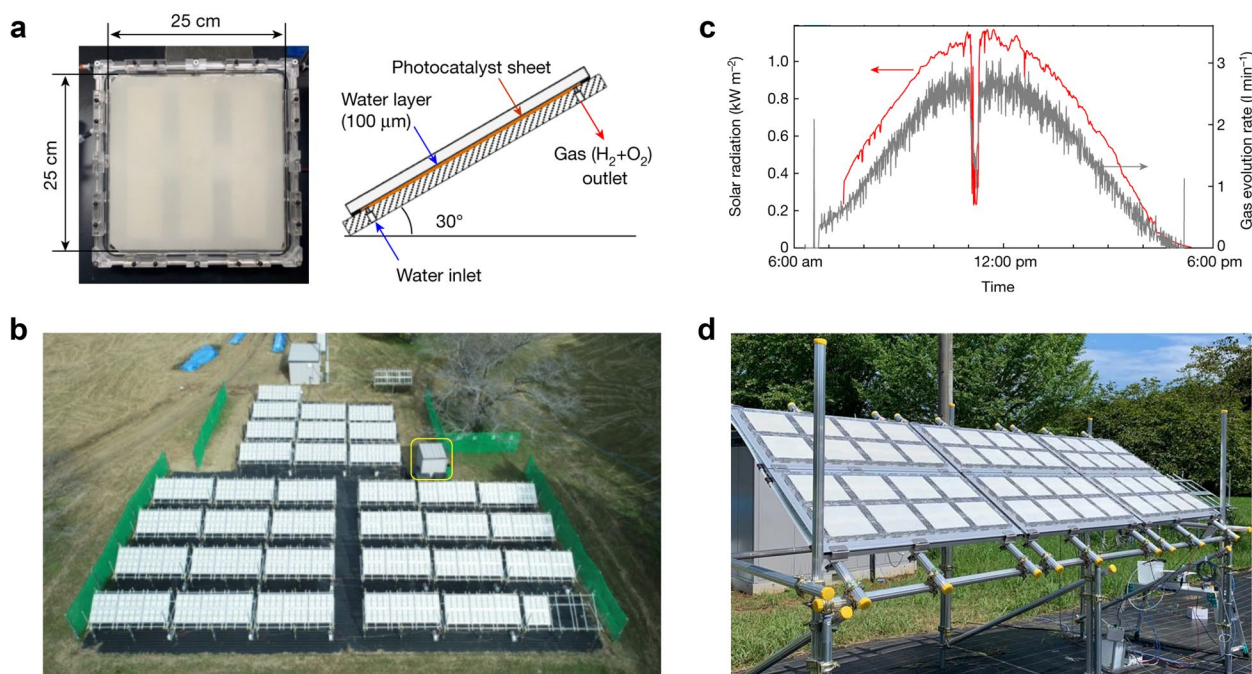 a
25 cm
25 cm
Photocatalyst sheet
Water layer
(100 μm)
Gas (H₂+O₂)
outlet
30°
Water inlet
b
c
Solar radiation (kW m⁻²)
1.0
0.8
0.6
0.4
0.2
0
Gas evolution rate (l min⁻¹)
3
2
1
0
6:00 am
12:00 pm
6:00 pm
Time
d